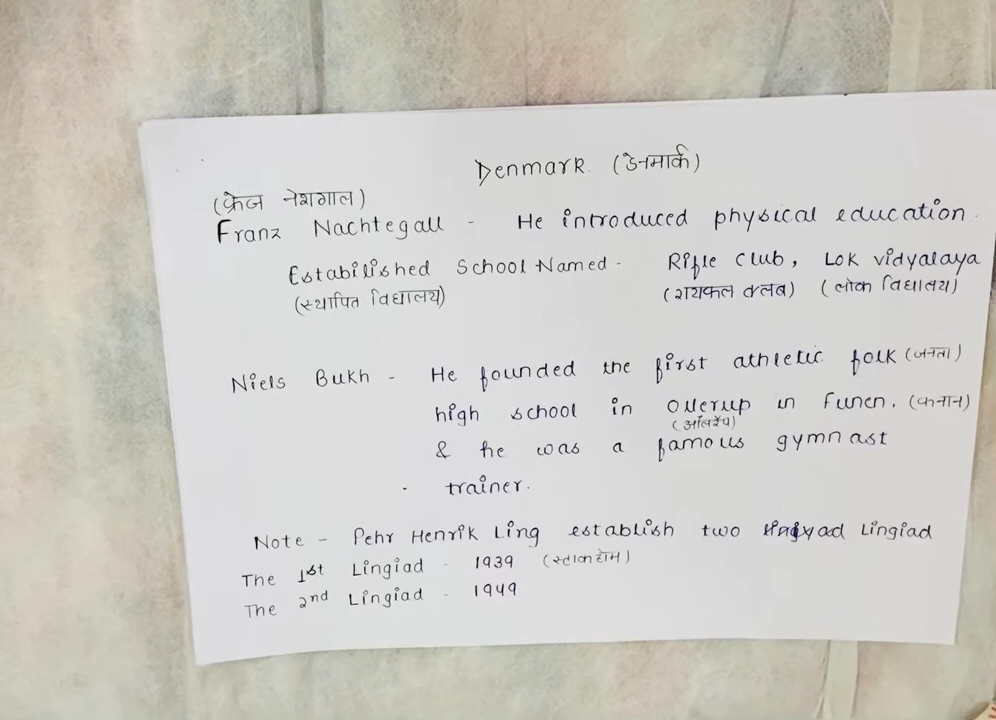 Denmark. (डेनमार्क)
(फ्रेंज नेशगाल)
Franz Nachtegall - He introduced physical education.
Estabilished School Named - Rifle Club, Lok vidyalaya
(स्थापित विद्यालय) (रायफल क्लब) (लोक विद्यालय)
Niels Bukh - He founded the first athletic folk (जनता)
high school in Ollerup in Funen. (फनान)
(ऑलरैप)
& he was a famous gymnast
trainer.
Note - Pehr Henrik Ling establish two Lingiad
The 1st Lingiad - 1939 (स्टाकहोम)
The 2nd Lingiad - 1949